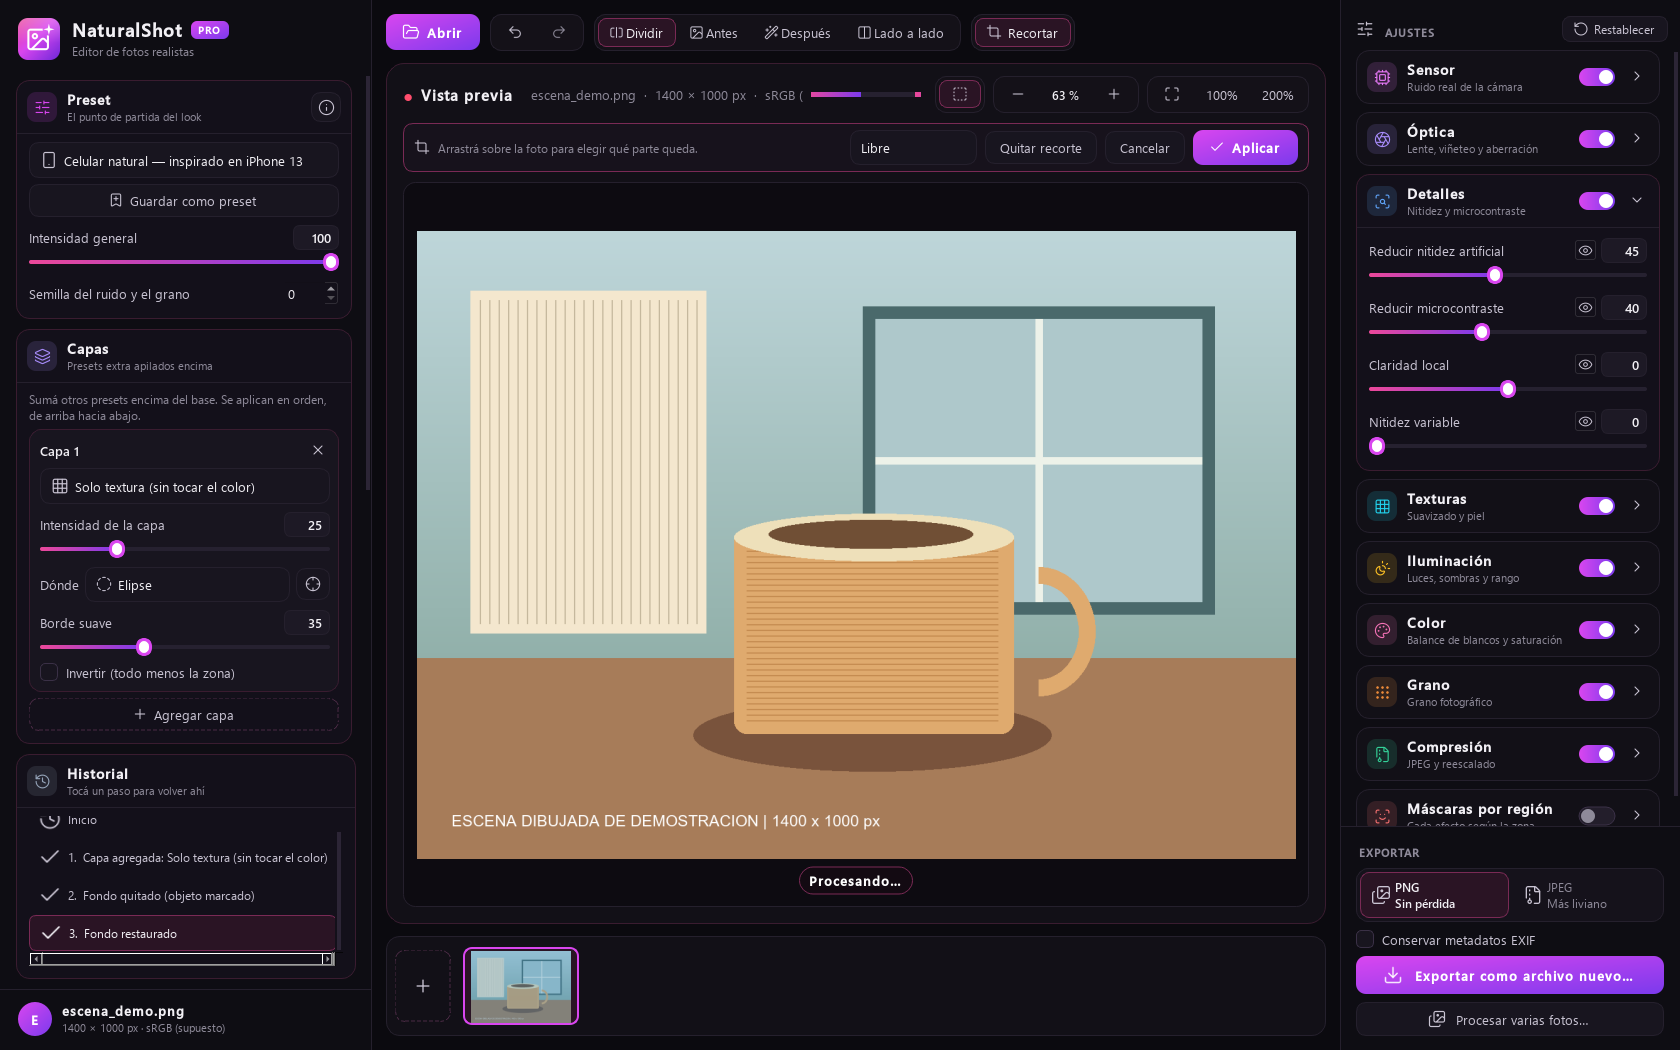 NaturalShot PRO
Editor de fotos realistas
Preset
El punto de partida del look
Celular natural — inspirado en iPhone 13
Guardar como preset
Intensidad general 100
Semilla del ruido y el grano 0
Capas
Presets extra apilados encima
Sumá otros presets encima del base. Se aplican en orden,
de arriba hacia abajo.
Capa 1
Solo textura (sin tocar el color)
Intensidad de la capa 25
Dónde Elipse
Borde suave 35
Invertir (todo menos la zona)
Agregar capa
Historial
Tocá un paso para volver ahí
Inicio
1. Capa agregada: Solo textura (sin tocar el color)
2. Fondo quitado (objeto marcado)
3. Fondo restaurado
E
escena_demo.png
1400 × 1000 px · sRGB (supuesto)
Abrir
Dividir Antes Después Lado a lado Recortar
Vista previa escena_demo.png · 1400 × 1000 px · sRGB (
63 % 100% 200%
Arrastrá sobre la foto para elegir qué parte queda.
Libre Quitar recorte Cancelar Aplicar
ESCENA DIBUJADA DE DEMOSTRACION | 1400 x 1000 px
Procesando…
AJUSTES Restablecer
Sensor
Ruido real de la cámara
Óptica
Lente, viñeteo y aberración
Detalles
Nitidez y microcontraste
Reducir nitidez artificial 45
Reducir microcontraste 40
Claridad local 0
Nitidez variable 0
Texturas
Suavizado y piel
Iluminación
Luces, sombras y rango
Color
Balance de blancos y saturación
Grano
Grano fotográfico
Compresión
JPEG y reescalado
Máscaras por región
Cada efecto según la zona
EXPORTAR
PNG
Sin pérdida
JPEG
Más liviano
Conservar metadatos EXIF
Exportar como archivo nuevo…
Procesar varias fotos…